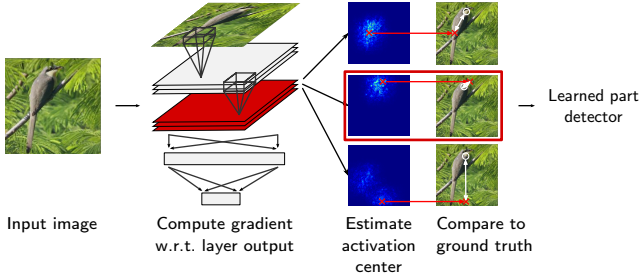 Learned part
detector
Input image
Compute gradient
w.r.t. layer output
Estimate
activation
center
Compare to
ground truth